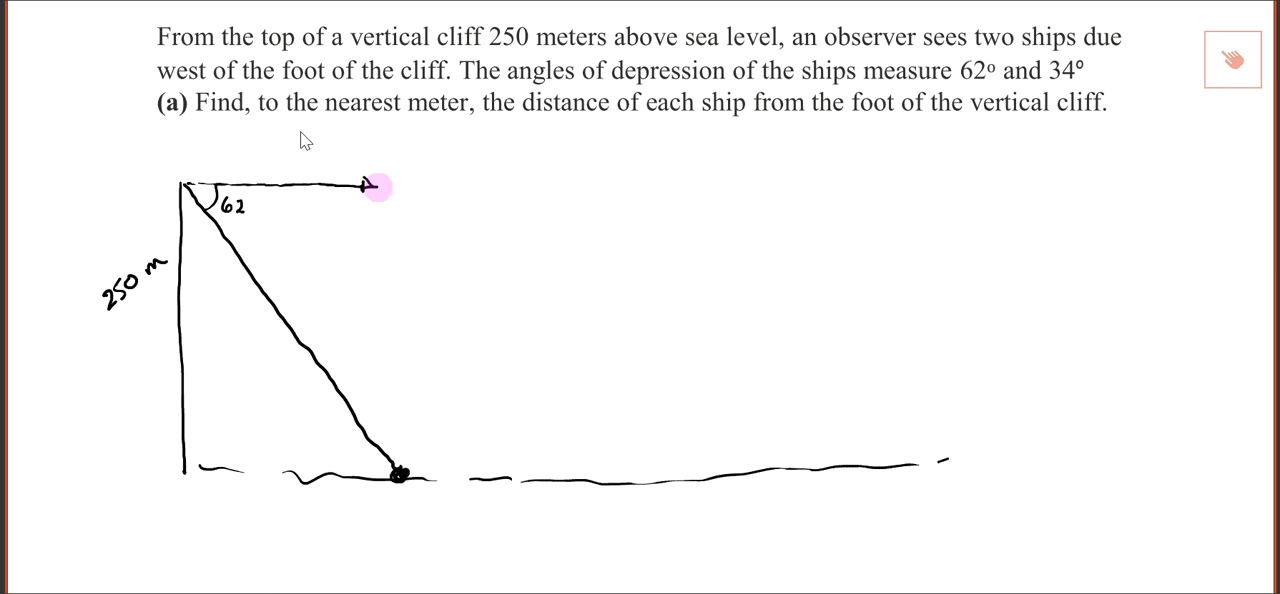 From the top of a vertical cliff 250 meters above sea level, an observer sees two ships due
west of the foot of the cliff. The angles of depression of the ships measure 62º and 34º
(a) Find, to the nearest meter, the distance of each ship from the foot of the vertical cliff.
62
250 m